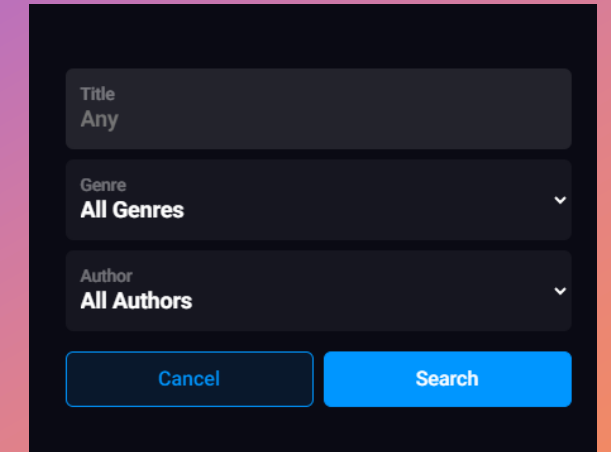 Title
Any
Genre
All Genres
Author
All Authors
Cancel
Search